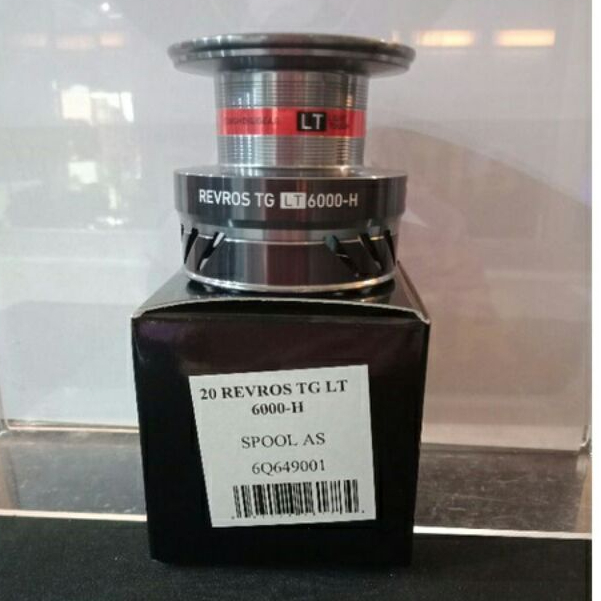 LT
REVROS TG LT 6000-H
20 REVROS TG LT
6000-H
SPOOL AS
6Q649001